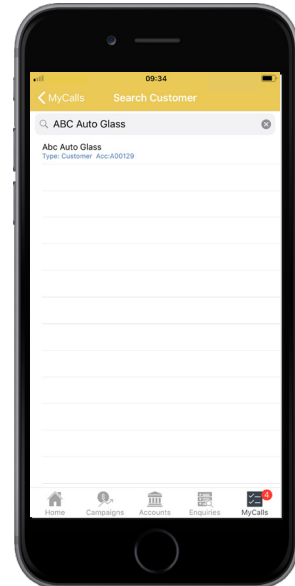 09:34
MyCalls Search Customer
ABC Auto Glass
Abc Auto Glass
Type: Customer Acc:A00129
4
Home Campaigns Accounts Enquiries MyCalls